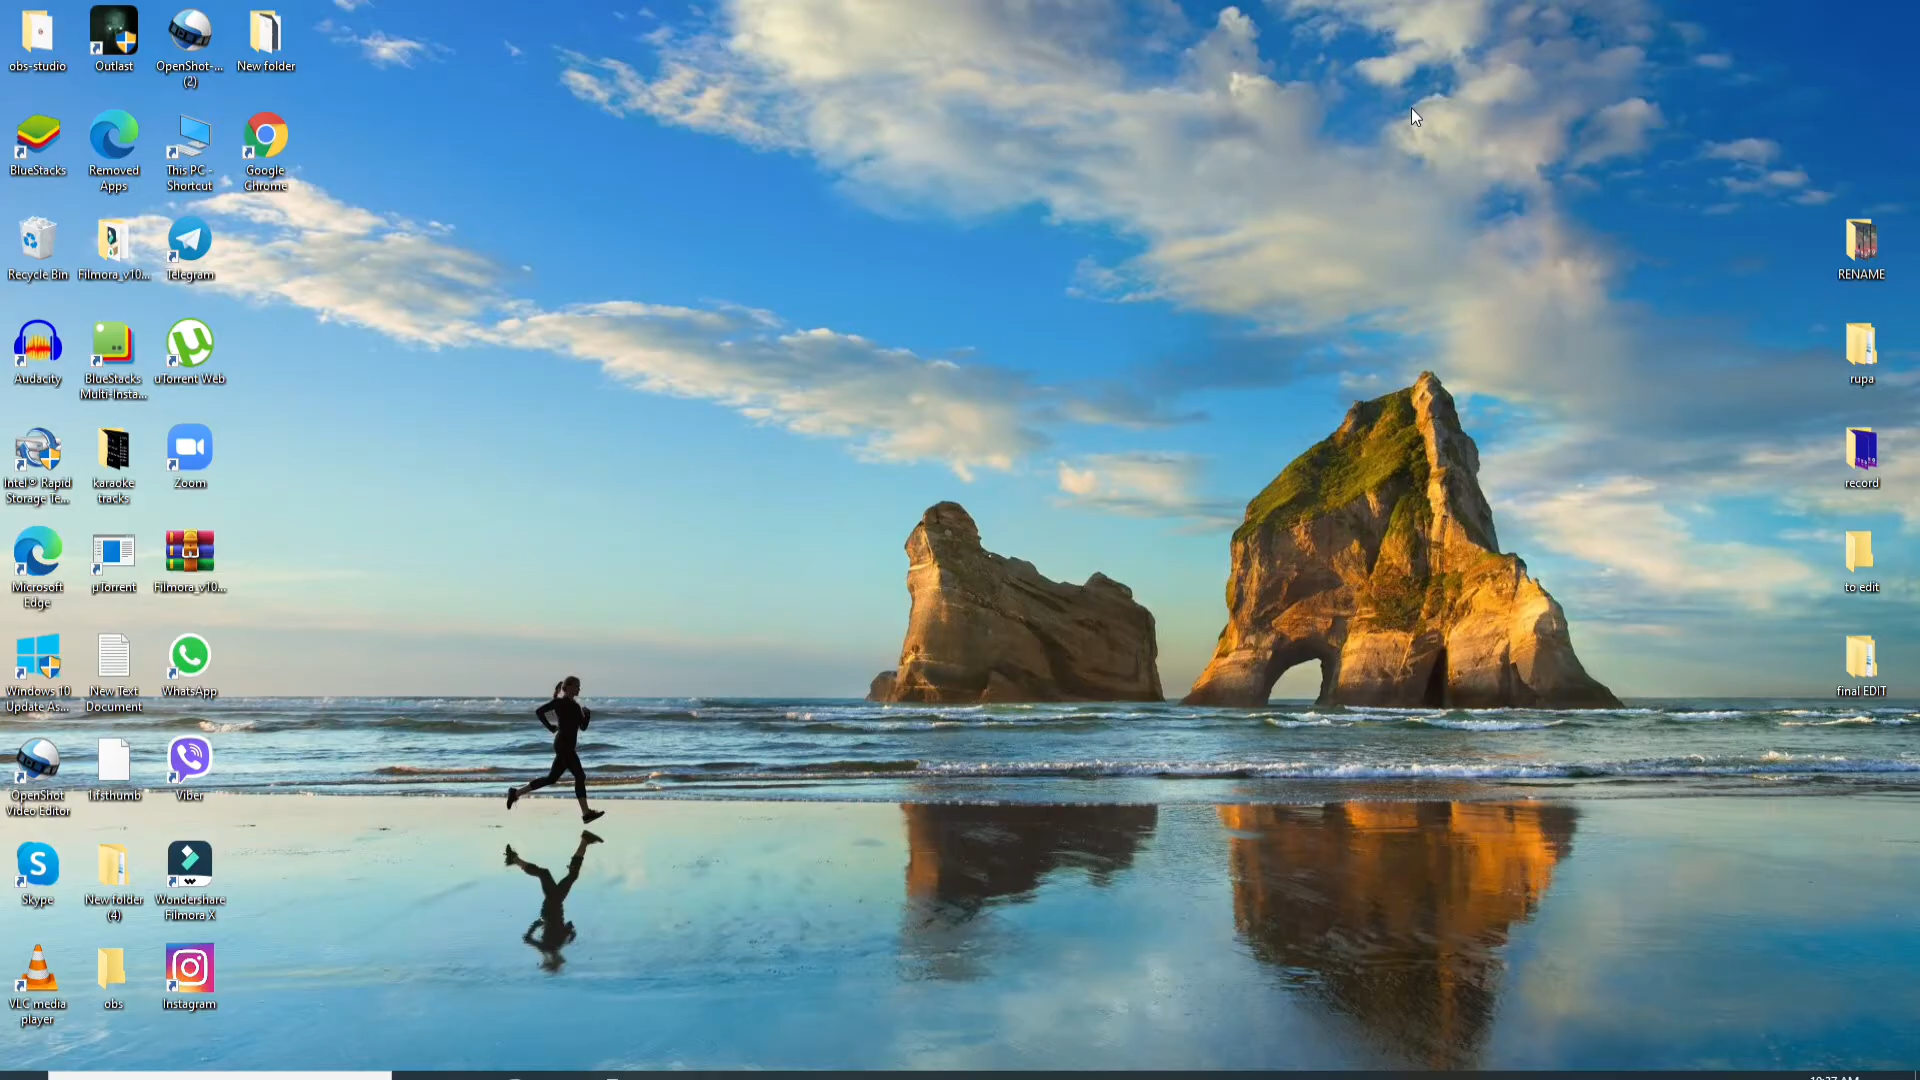 obs-studio
Outlast
OpenShot-...
(2)
New folder
BlueStacks
Removed
Apps
This PC -
Shortcut
Google
Chrome
Recycle Bin
Filmora_v10...
Telegram
RENAME
Audacity
BlueStacks
Multi-Insta...
uTorrent Web
rupa
Intel® Rapid
Storage Te...
karaoke
tracks
Zoom
record
Microsoft
Edge
µTorrent
Filmora_v10...
to edit
Windows 10
Update As...
New Text
Document
WhatsApp
final EDIT
OpenShot
Video Editor
1.ifsthumb
Viber
Skype
New folder
(4)
Wondershare
Filmora X
VLC media
player
obs
Instagram